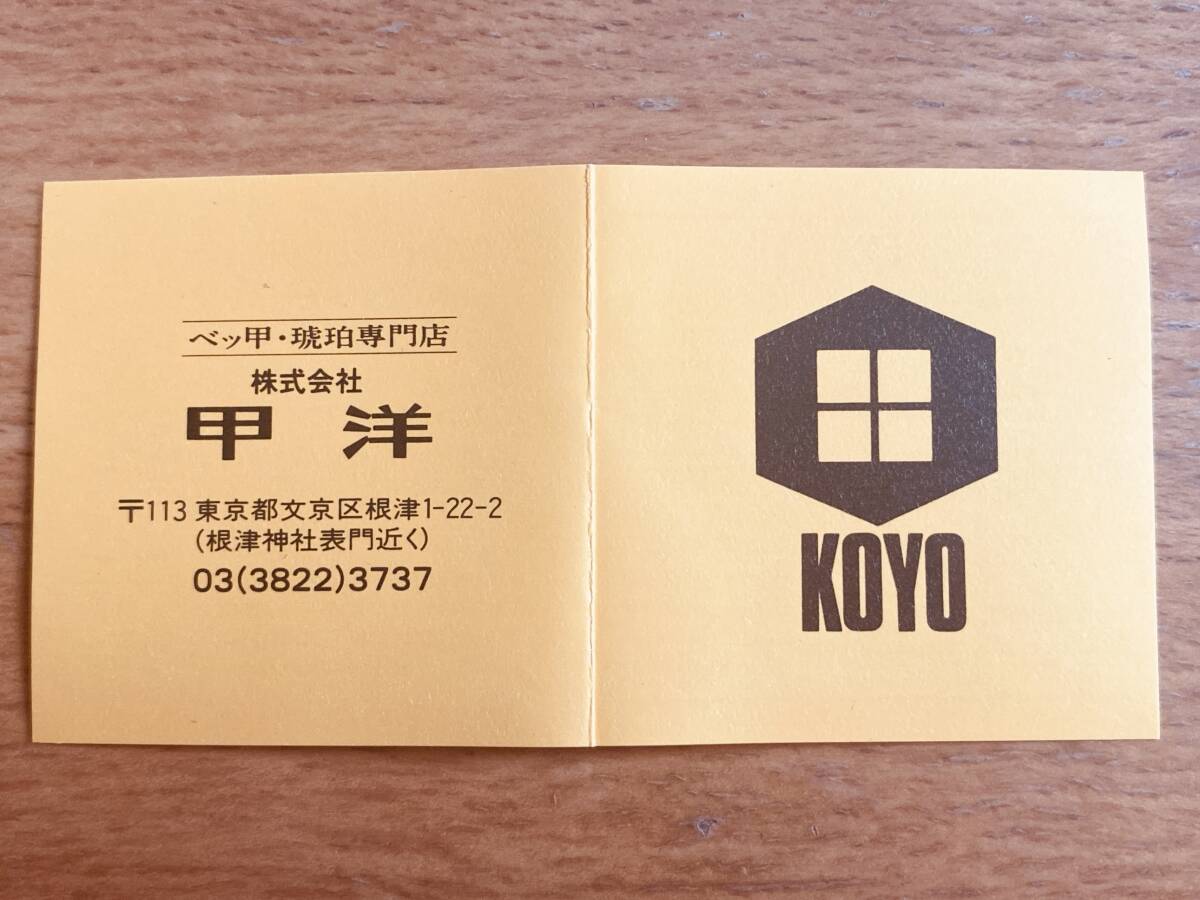 ベッ甲・琥珀専門店
株式会社
甲洋
〒113 東京都文京区根津1-22-2
(根津神社表門近く)
03(3822)3737
KOYO